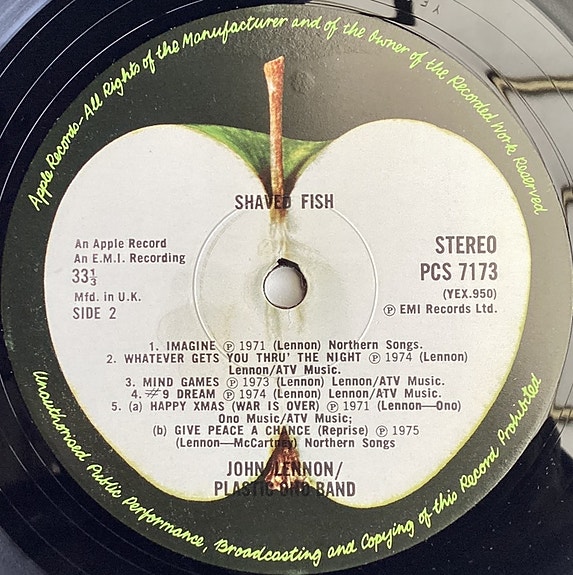 Apple Records-All Rights of the Manufacturer and of the Owner of the Recorded Work Reserved
SHAVED FISH
An Apple Record
An E.M.I. Recording
33⅓
Mfd. in U.K.
SIDE 2
STEREO
PCS 7173
(YEX.950)
℗ EMI Records Ltd.
1. IMAGINE ℗ 1971 (Lennon) Northern Songs.
2. WHATEVER GETS YOU THRU' THE NIGHT ℗ 1974 (Lennon)
Lennon/ATV Music.
3. MIND GAMES ℗ 1973 (Lennon) Lennon/ATV Music.
4. #9 DREAM ℗ 1974 (Lennon) Lennon/ATV Music.
5. (a) HAPPY XMAS (WAR IS OVER) ℗ 1971 (Lennon—Ono)
Ono Music/ATV Music;
(b) GIVE PEACE A CHANCE (Reprise) ℗ 1975
(Lennon—McCartney) Northern Songs
JOHN LENNON/
PLASTIC ONO BAND
Unauthorised Public Performance, Broadcasting and Copying of this Record Prohibited